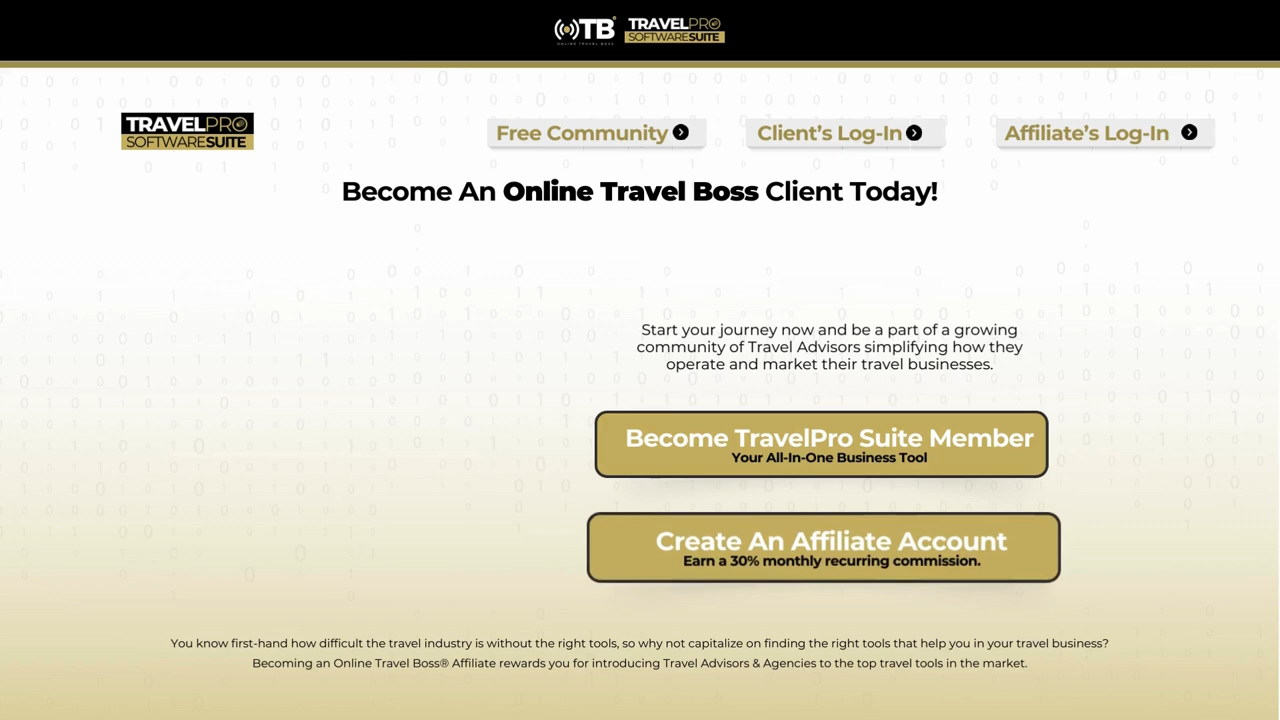 OTB
ONLINE TRAVEL BOSS
TRAVELPRO
SOFTWARESUITE
TRAVELPRO
SOFTWARESUITE
Free Community
Client's Log-In
Affiliate's Log-In
Become An Online Travel Boss Client Today!
Start your journey now and be a part of a growing
community of Travel Advisors simplifying how they
operate and market their travel businesses.
Become TravelPro Suite Member
Your All-In-One Business Tool
Create An Affiliate Account
Earn a 30% monthly recurring commission.
You know first-hand how difficult the travel industry is without the right tools, so why not capitalize on finding the right tools that help you in your travel business?
Becoming an Online Travel Boss® Affiliate rewards you for introducing Travel Advisors & Agencies to the top travel tools in the market.